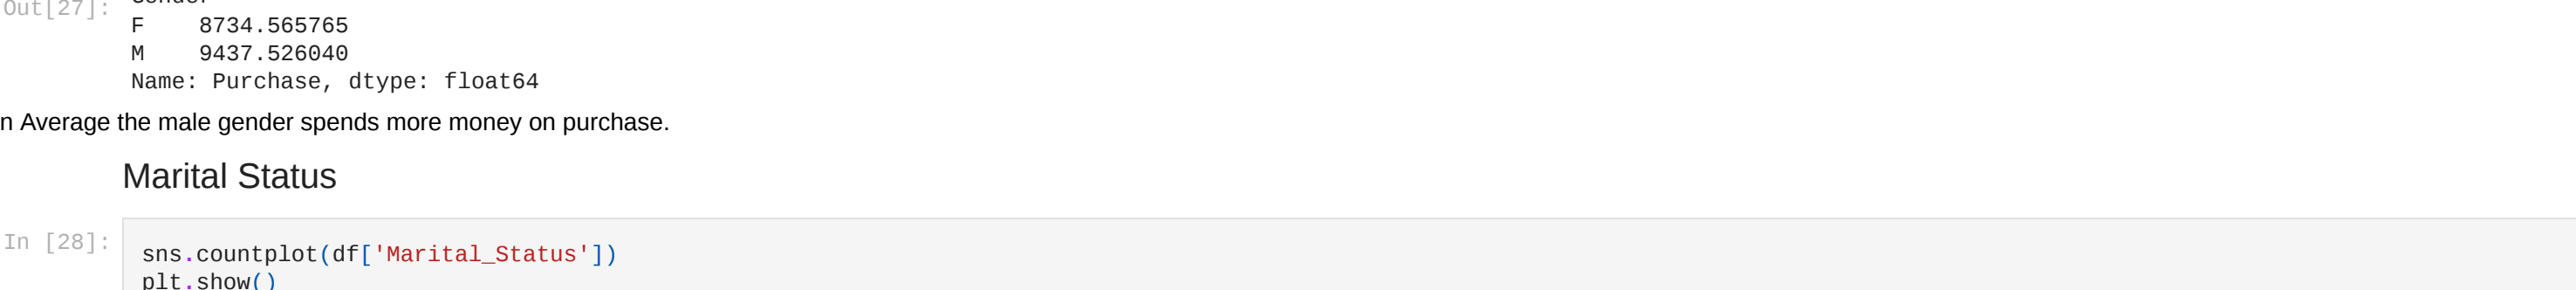 Out[27]: Gender
F    8734.565765
M    9437.526040
Name: Purchase, dtype: float64
n Average the male gender spends more money on purchase.
Marital Status
In [28]:
sns.countplot(df['Marital_Status'])
plt.show()